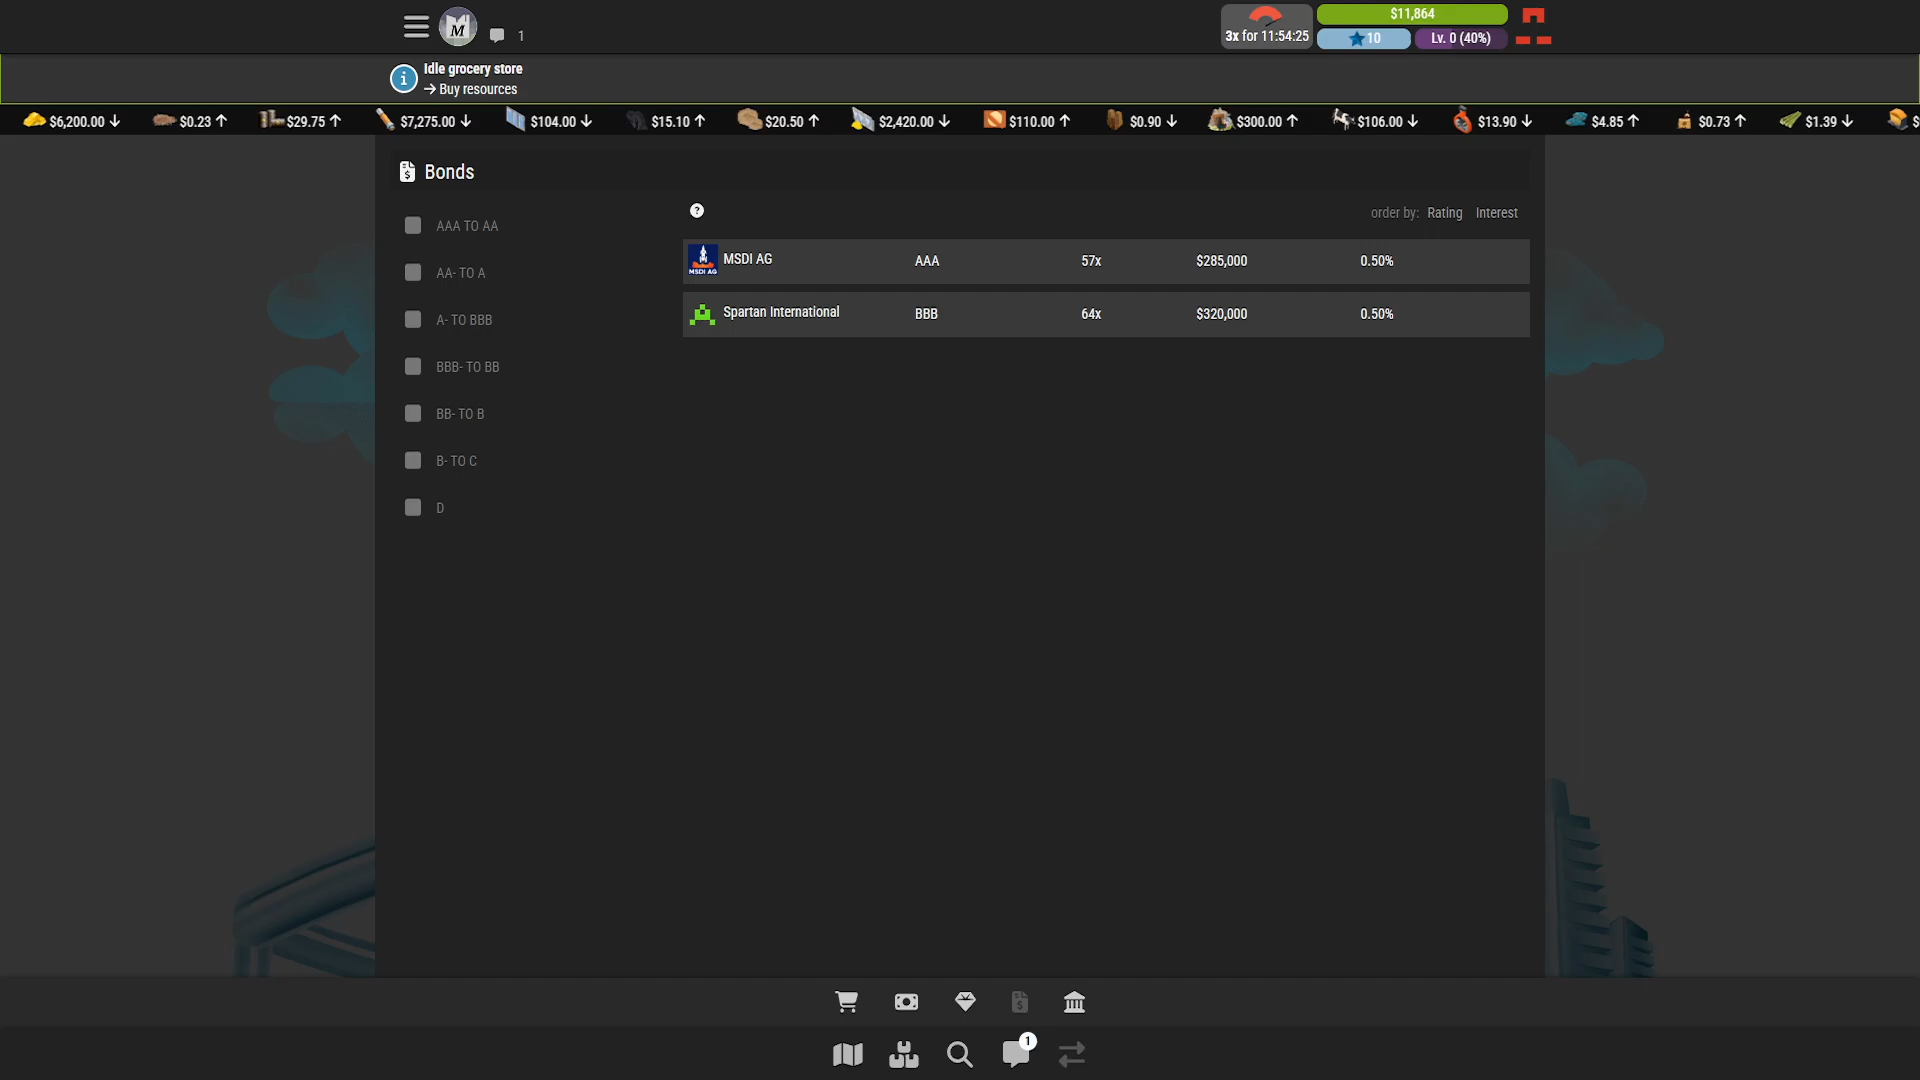 M
1
3x for 11:54:25
$11,864
10
Lv. 0 (40%)
Idle grocery store
→ Buy resources
$6,200.00 ↓ $0.23 ↑ $29.75 ↑ $7,275.00 ↓ $104.00 ↓ $15.10 ↑ $20.50 ↑ $2,420.00 ↓ $110.00 ↑ $0.90 ↓ $300.00 ↑ $106.00 ↓ $13.90 ↓ $4.85 ↑ $0.73 ↑ $1.39 ↓ $
Bonds
AAA TO AA
AA- TO A
A- TO BBB
BBB- TO BB
BB- TO B
B- TO C
D
?
order by: Rating Interest
MSDI AG MSDI AG AAA 57x $285,000 0.50%
Spartan International BBB 64x $320,000 0.50%
1